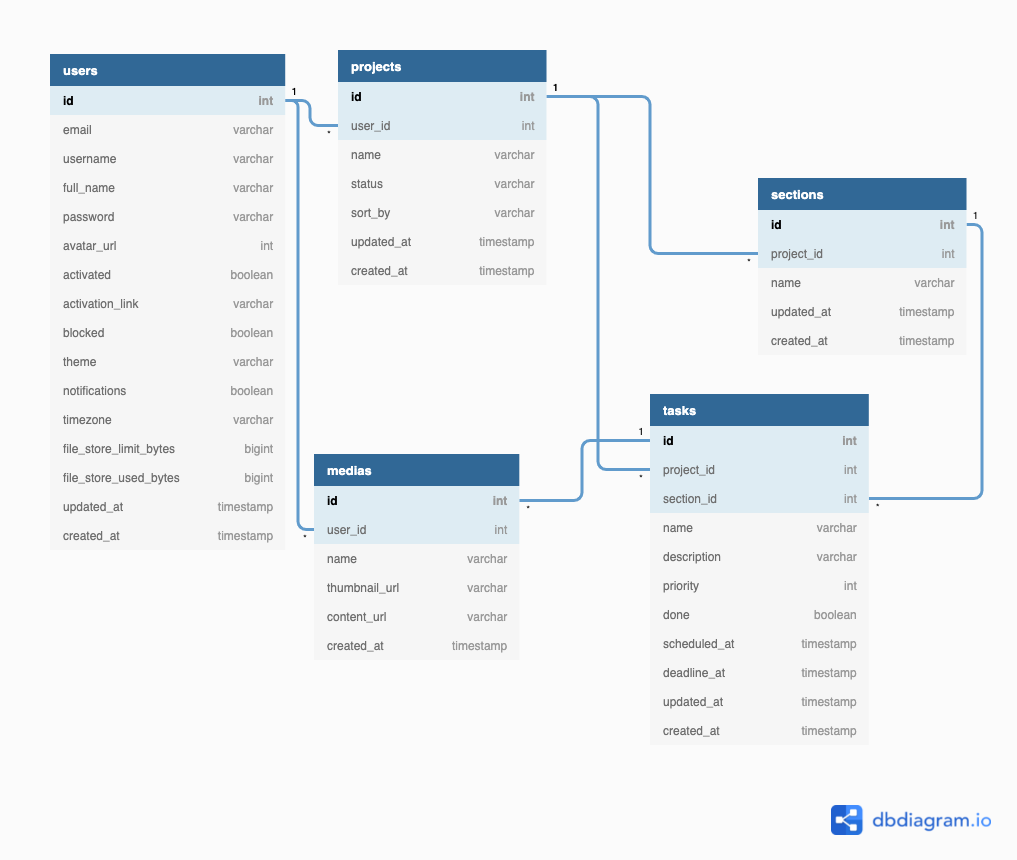 users
id int
email varchar
username varchar
full_name varchar
password varchar
avatar_url int
activated boolean
activation_link varchar
blocked boolean
theme varchar
notifications boolean
timezone varchar
file_store_limit_bytes bigint
file_store_used_bytes bigint
updated_at timestamp
created_at timestamp
1
*
projects
id int
user_id int
name varchar
status varchar
sort_by varchar
updated_at timestamp
created_at timestamp
1
*
sections
id int
project_id int
name varchar
updated_at timestamp
created_at timestamp
1
*
medias
id int
user_id int
name varchar
thumbnail_url varchar
content_url varchar
created_at timestamp
*
1
*
tasks
id int
project_id int
section_id int
name varchar
description varchar
priority int
done boolean
scheduled_at timestamp
deadline_at timestamp
updated_at timestamp
created_at timestamp
*
dbdiagram.io